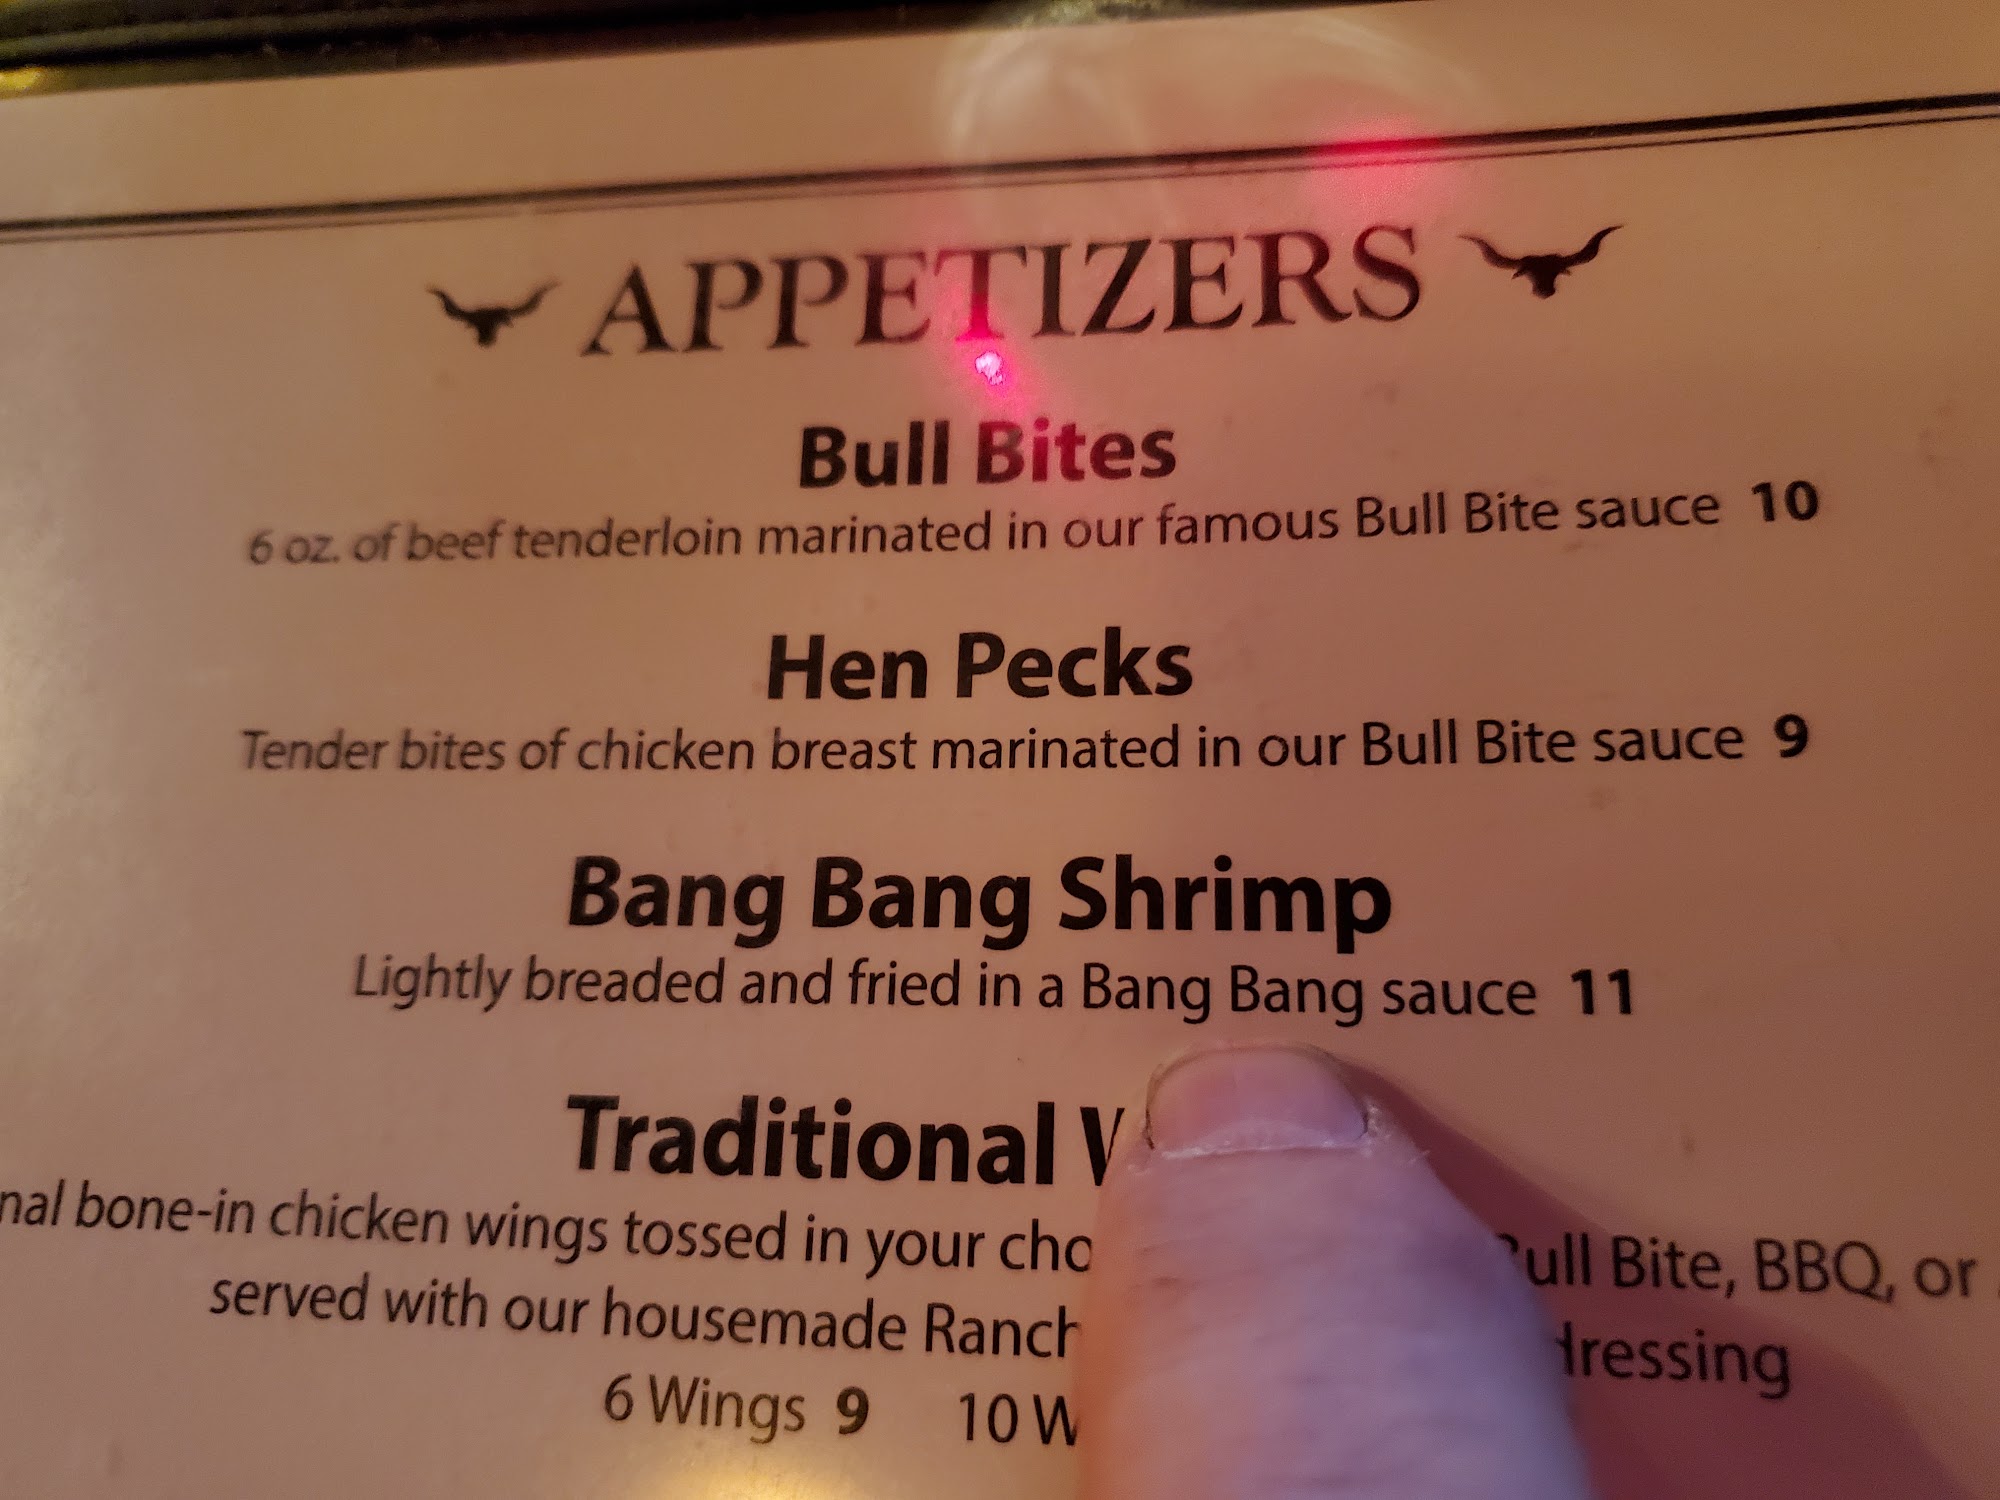 APPETIZERS
Bull Bites
6 oz. of beef tenderloin marinated in our famous Bull Bite sauce 10
Hen Pecks
Tender bites of chicken breast marinated in our Bull Bite sauce 9
Bang Bang Shrimp
Lightly breaded and fried in a Bang Bang sauce 11
Traditional
bone-in chicken wings tossed in your Bite, BBQ, or
served with our housemade Ranch
6 Wings 9 10